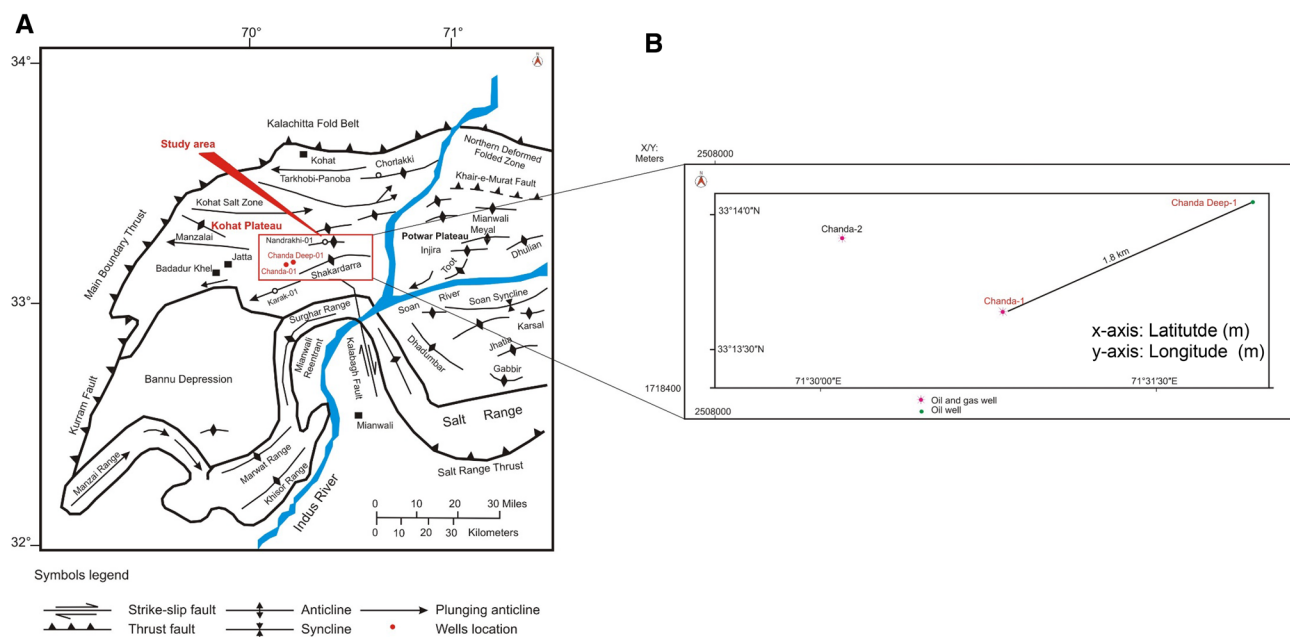 A
70°
71°
34°
N
Kalachitta Fold Belt
Study area
Kohat
Chorlakki
Northern Deformed
Folded Zone
Tarkhobi-Panoba
Khair-e-Murat Fault
Kohat Salt Zone
Mianwali
Main Boundary Thrust
Kohat Plateau
Meyal
Manzalai
Nandrakhi-01
Potwar Plateau
Injira
Dhulian
Jatta
Chanda Deep-01
Badadur Khel
Chanda-01
Shakardarra
Toot
33°
Karak-01
Surghar Range
Soan
River
Soan Syncline
Karsal
Mianwali
Reentrant
Kalabagh Fault
Dhadumbar
Jhatla
Bannu Depression
Gabbir
Kurram Fault
Salt Range
Mianwali
Manzai Range
Marwat Range
Khisor Range
Salt Range Thrust
Indus River
0 10 20 30 Miles
0 10 20 30 Kilometers
32°
Symbols legend
Strike-slip fault
Anticline
Plunging anticline
Thrust fault
Syncline
Wells location
B
X/Y:
Meters
2508000
N
33°14'0"N
Chanda Deep-1
Chanda-2
1.8 km
Chanda-1
x-axis: Latitutde (m)
y-axis: Longitude (m)
33°13'30"N
1718400
71°30'00"E
71°31'30"E
2508000
Oil and gas well
Oil well